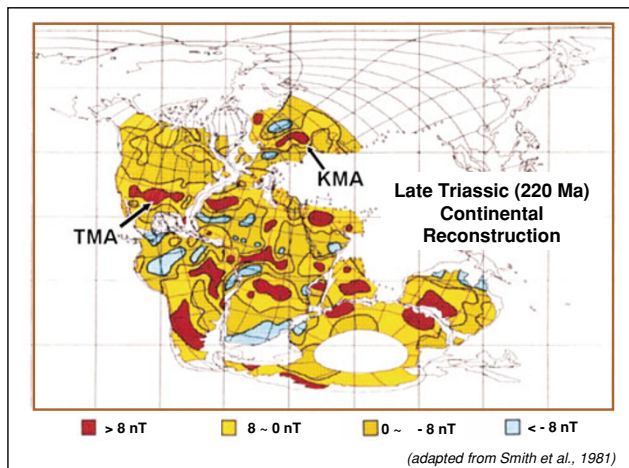 KMA
TMA
Late Triassic (220 Ma)
Continental
Reconstruction
> 8 nT
8 ~ 0 nT
0 ~ - 8 nT
< - 8 nT
(adapted from Smith et al., 1981)